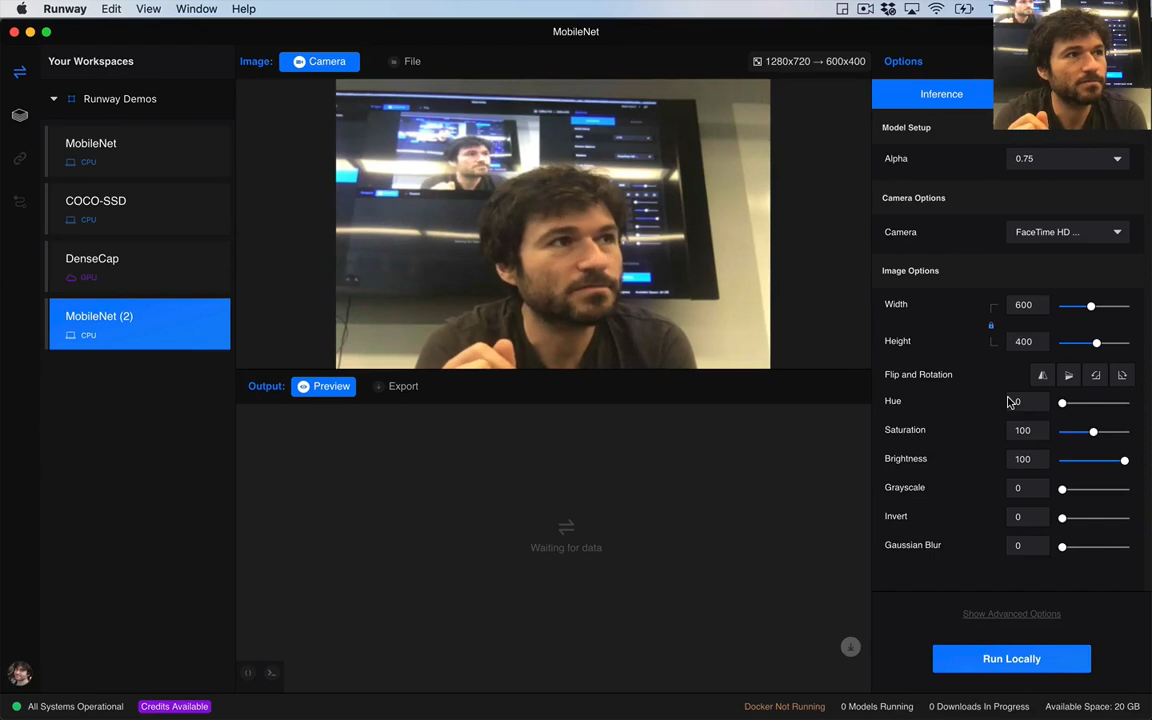 Runway Edit View Window Help
MobileNet
Your Workspaces
Image: Camera File
1280x720 → 600x400
Options
Runway Demos
Inference
MobileNet
CPU
Model Setup
Alpha 0.75
COCO-SSD
CPU
Camera Options
Camera FaceTime HD ...
DenseCap
GPU
Image Options
MobileNet (2)
CPU
Width 600
Height 400
Flip and Rotation
Output: Preview Export
Hue 0
Saturation 100
Brightness 100
Grayscale 0
Invert 0
Gaussian Blur 0
Waiting for data
Show Advanced Options
Run Locally
All Systems Operational Credits Available
Docker Not Running 0 Models Running 0 Downloads In Progress Available Space: 20 GB